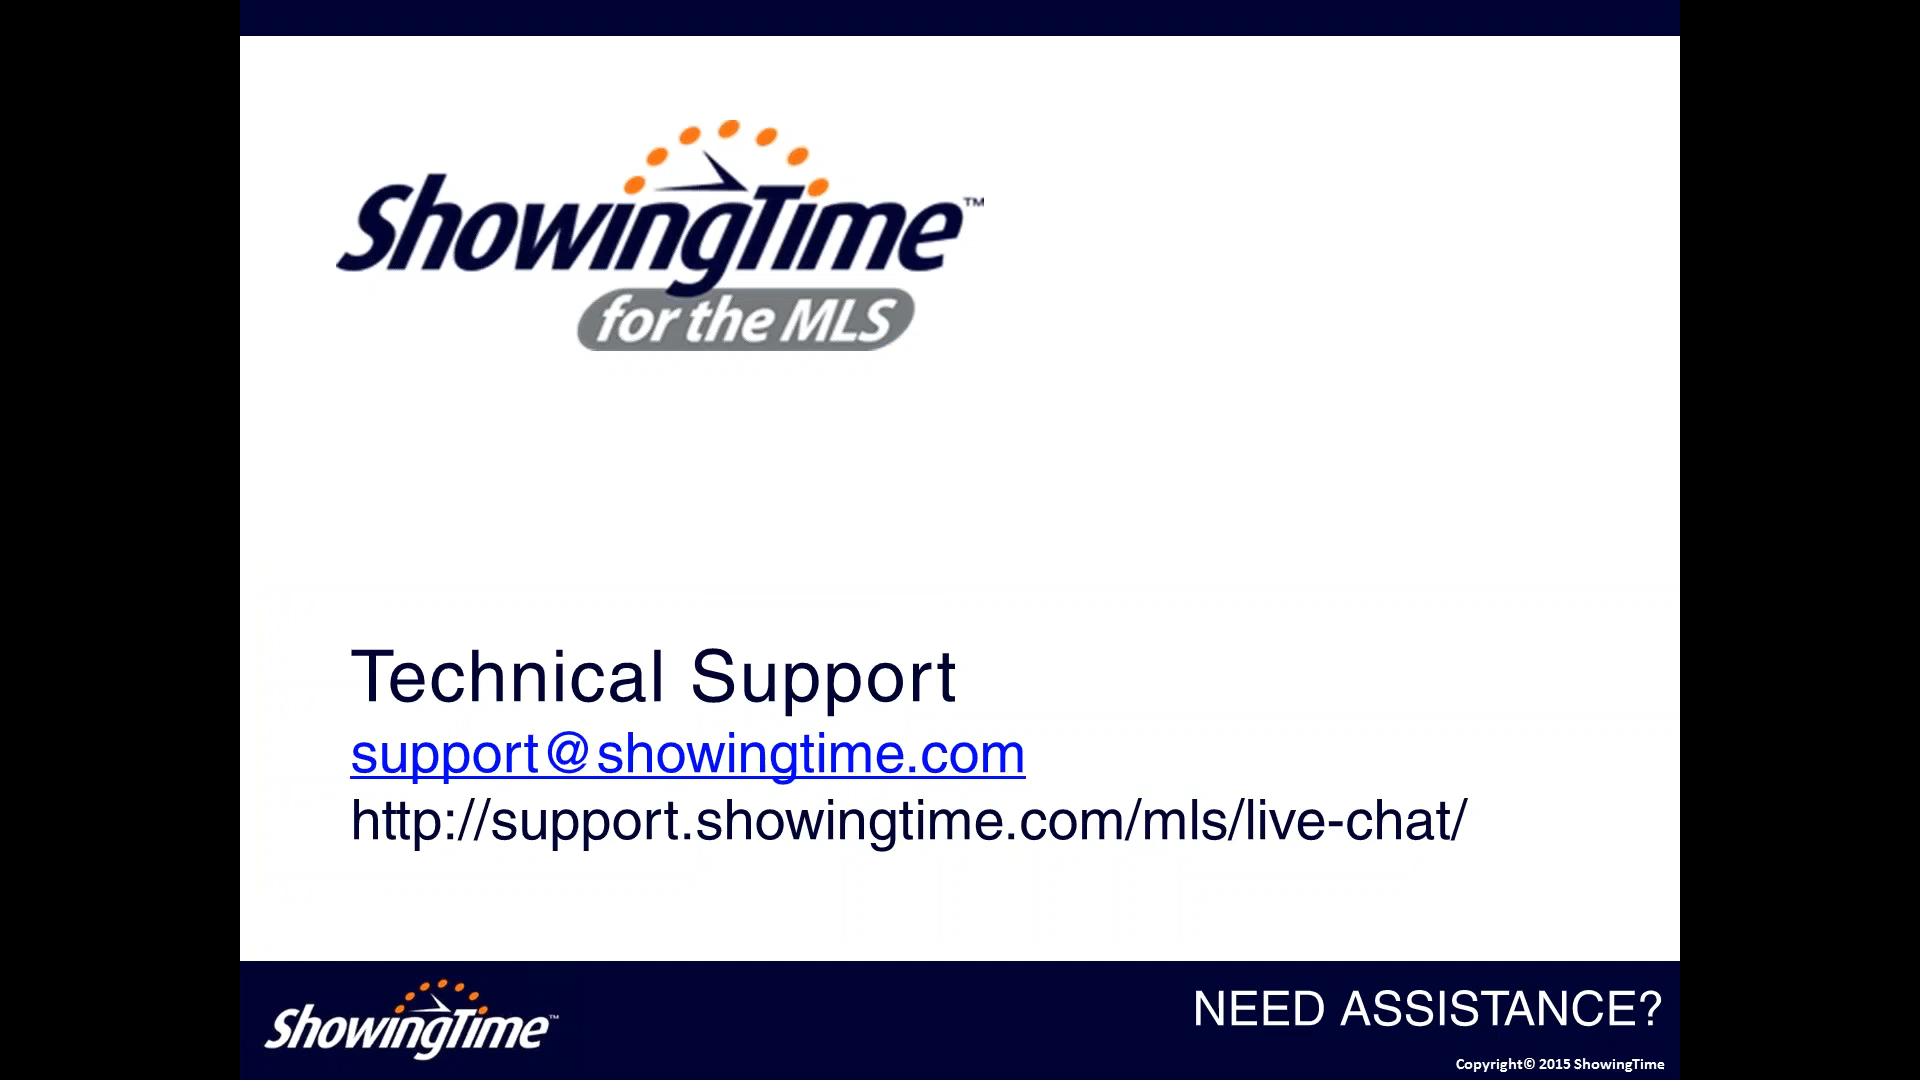 ShowingTime™
for the MLS
Technical Support
support@showingtime.com
http://support.showingtime.com/mls/live-chat/
ShowingTime™
NEED ASSISTANCE?
Copyright© 2015 ShowingTime